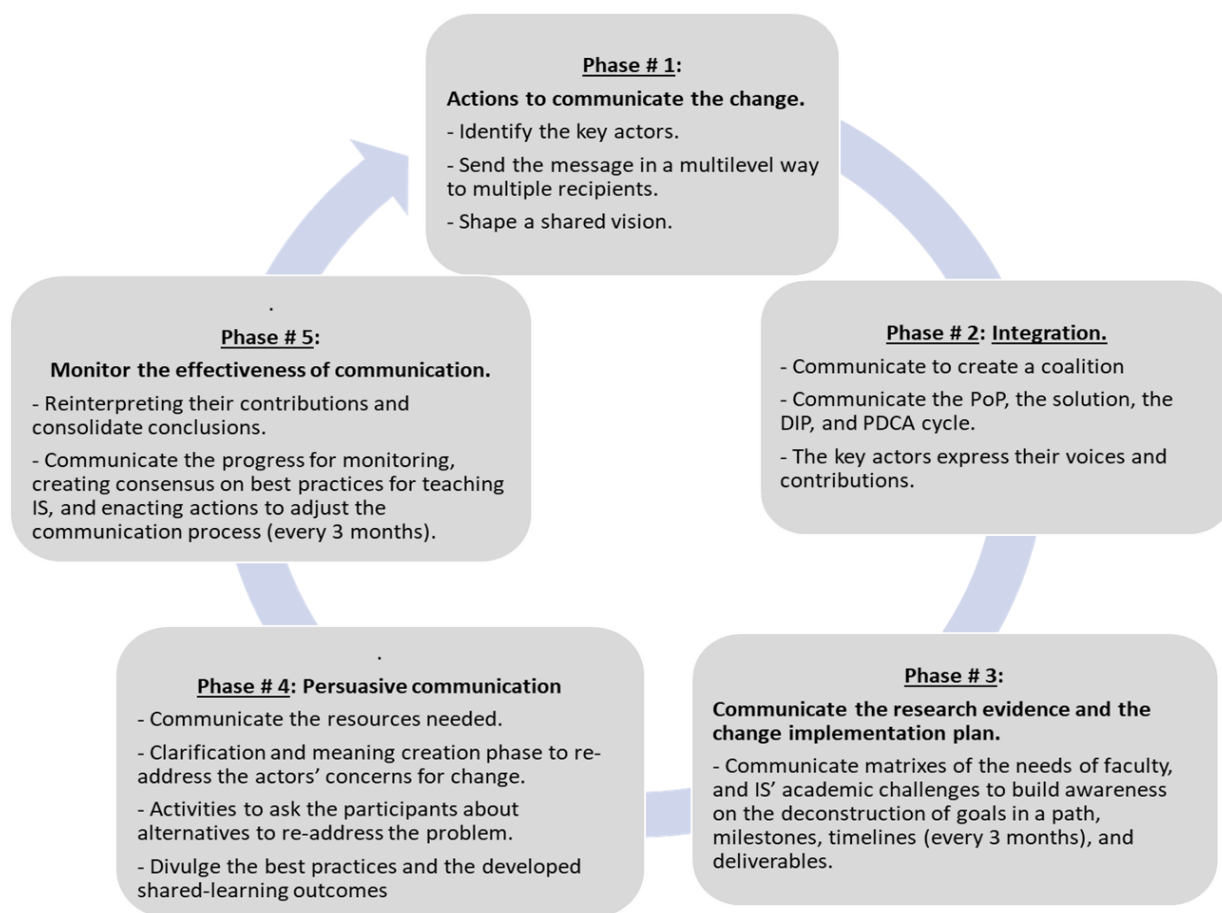 Phase # 1:
Actions to communicate the change.
- Identify the key actors.
- Send the message in a multilevel way
to multiple recipients.
- Shape a shared vision.
Phase # 2: Integration.
- Communicate to create a coalition
- Communicate the PoP, the solution, the
DIP, and PDCA cycle.
- The key actors express their voices and
contributions.
Phase # 3:
Communicate the research evidence and the
change implementation plan.
- Communicate matrixes of the needs of faculty,
and IS’ academic challenges to build awareness
on the deconstruction of goals in a path,
milestones, timelines (every 3 months), and
deliverables.
.
Phase # 4: Persuasive communication
- Communicate the resources needed.
- Clarification and meaning creation phase to re-
address the actors’ concerns for change.
- Activities to ask the participants about
alternatives to re-address the problem.
- Divulge the best practices and the developed
shared-learning outcomes
.
Phase # 5:
Monitor the effectiveness of communication.
- Reinterpreting their contributions and
consolidate conclusions.
- Communicate the progress for monitoring,
creating consensus on best practices for teaching
IS, and enacting actions to adjust the
communication process (every 3 months).